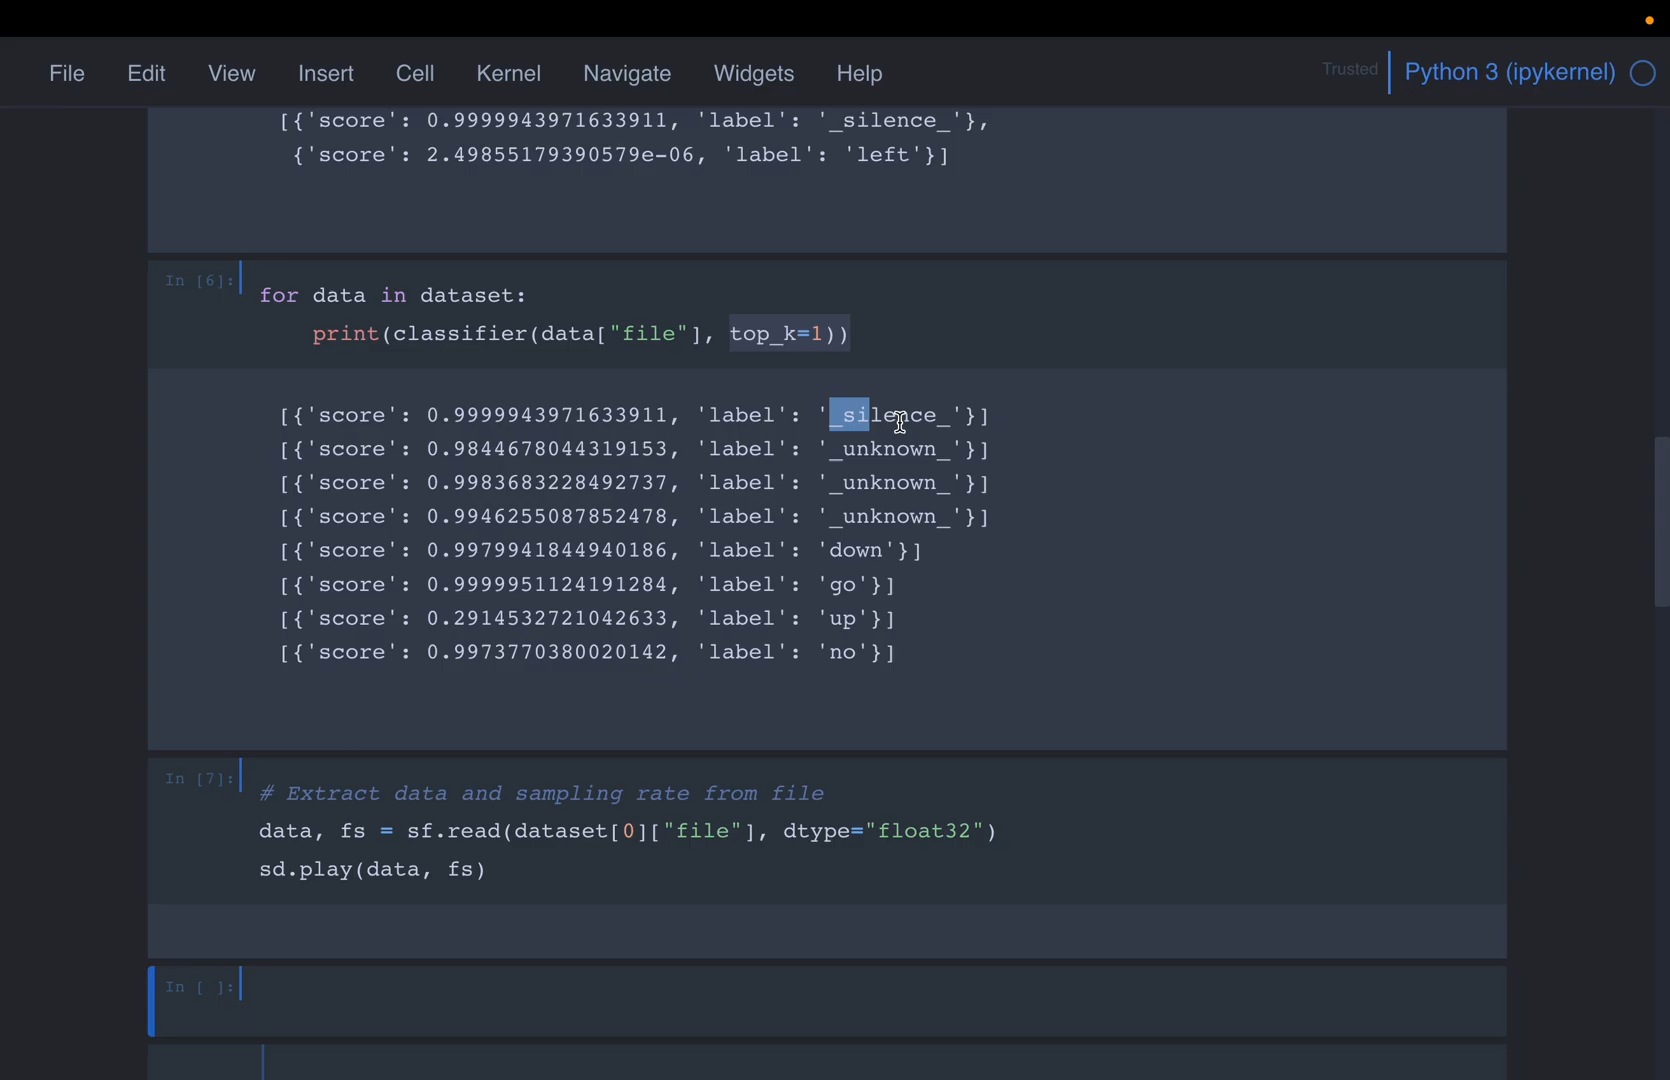 File Edit View Insert Cell Kernel Navigate Widgets Help Trusted Python 3 (ipykernel)
[{'score': 0.9999943971633911, 'label': '_silence_'},
{'score': 2.49855179390579e-06, 'label': 'left'}]
In [6]:
for data in dataset:
print(classifier(data["file"], top_k=1))
[{'score': 0.9999943971633911, 'label': '_silence_'}]
[{'score': 0.9844678044319153, 'label': '_unknown_'}]
[{'score': 0.9983683228492737, 'label': '_unknown_'}]
[{'score': 0.9946255087852478, 'label': '_unknown_'}]
[{'score': 0.9979941844940186, 'label': 'down'}]
[{'score': 0.9999951124191284, 'label': 'go'}]
[{'score': 0.2914532721042633, 'label': 'up'}]
[{'score': 0.9973770380020142, 'label': 'no'}]
In [7]:
# Extract data and sampling rate from file
data, fs = sf.read(dataset[0]["file"], dtype="float32")
sd.play(data, fs)
In [ ]: